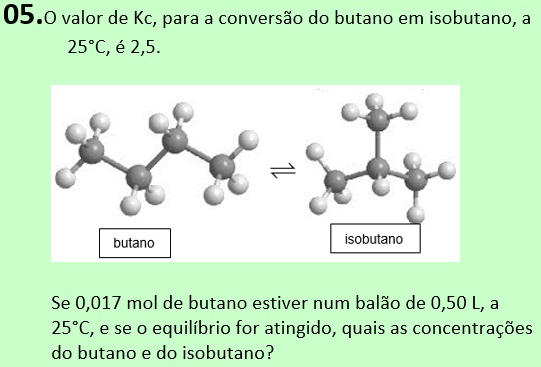 05.O valor de Kc, para a conversão do butano em isobutano, a
25°C, é 2,5.
butano
isobutano
Se 0,017 mol de butano estiver num balão de 0,50 L, a
25°C, e se o equilíbrio for atingido, quais as concentrações
do butano e do isobutano?